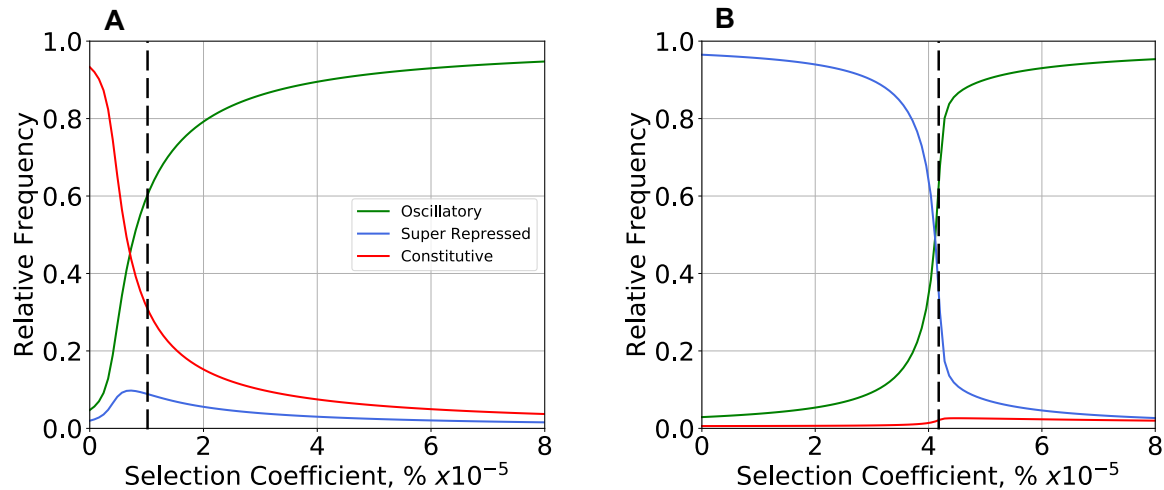 A
Relative Frequency
1.0
0.8
0.6
0.4
0.2
0.0
0
2
4
6
8
Selection Coefficient, % x10⁻⁵
Oscillatory
Super Repressed
Constitutive
B
Relative Frequency
1.0
0.8
0.6
0.4
0.2
0.0
0
2
4
6
8
Selection Coefficient, % x10⁻⁵